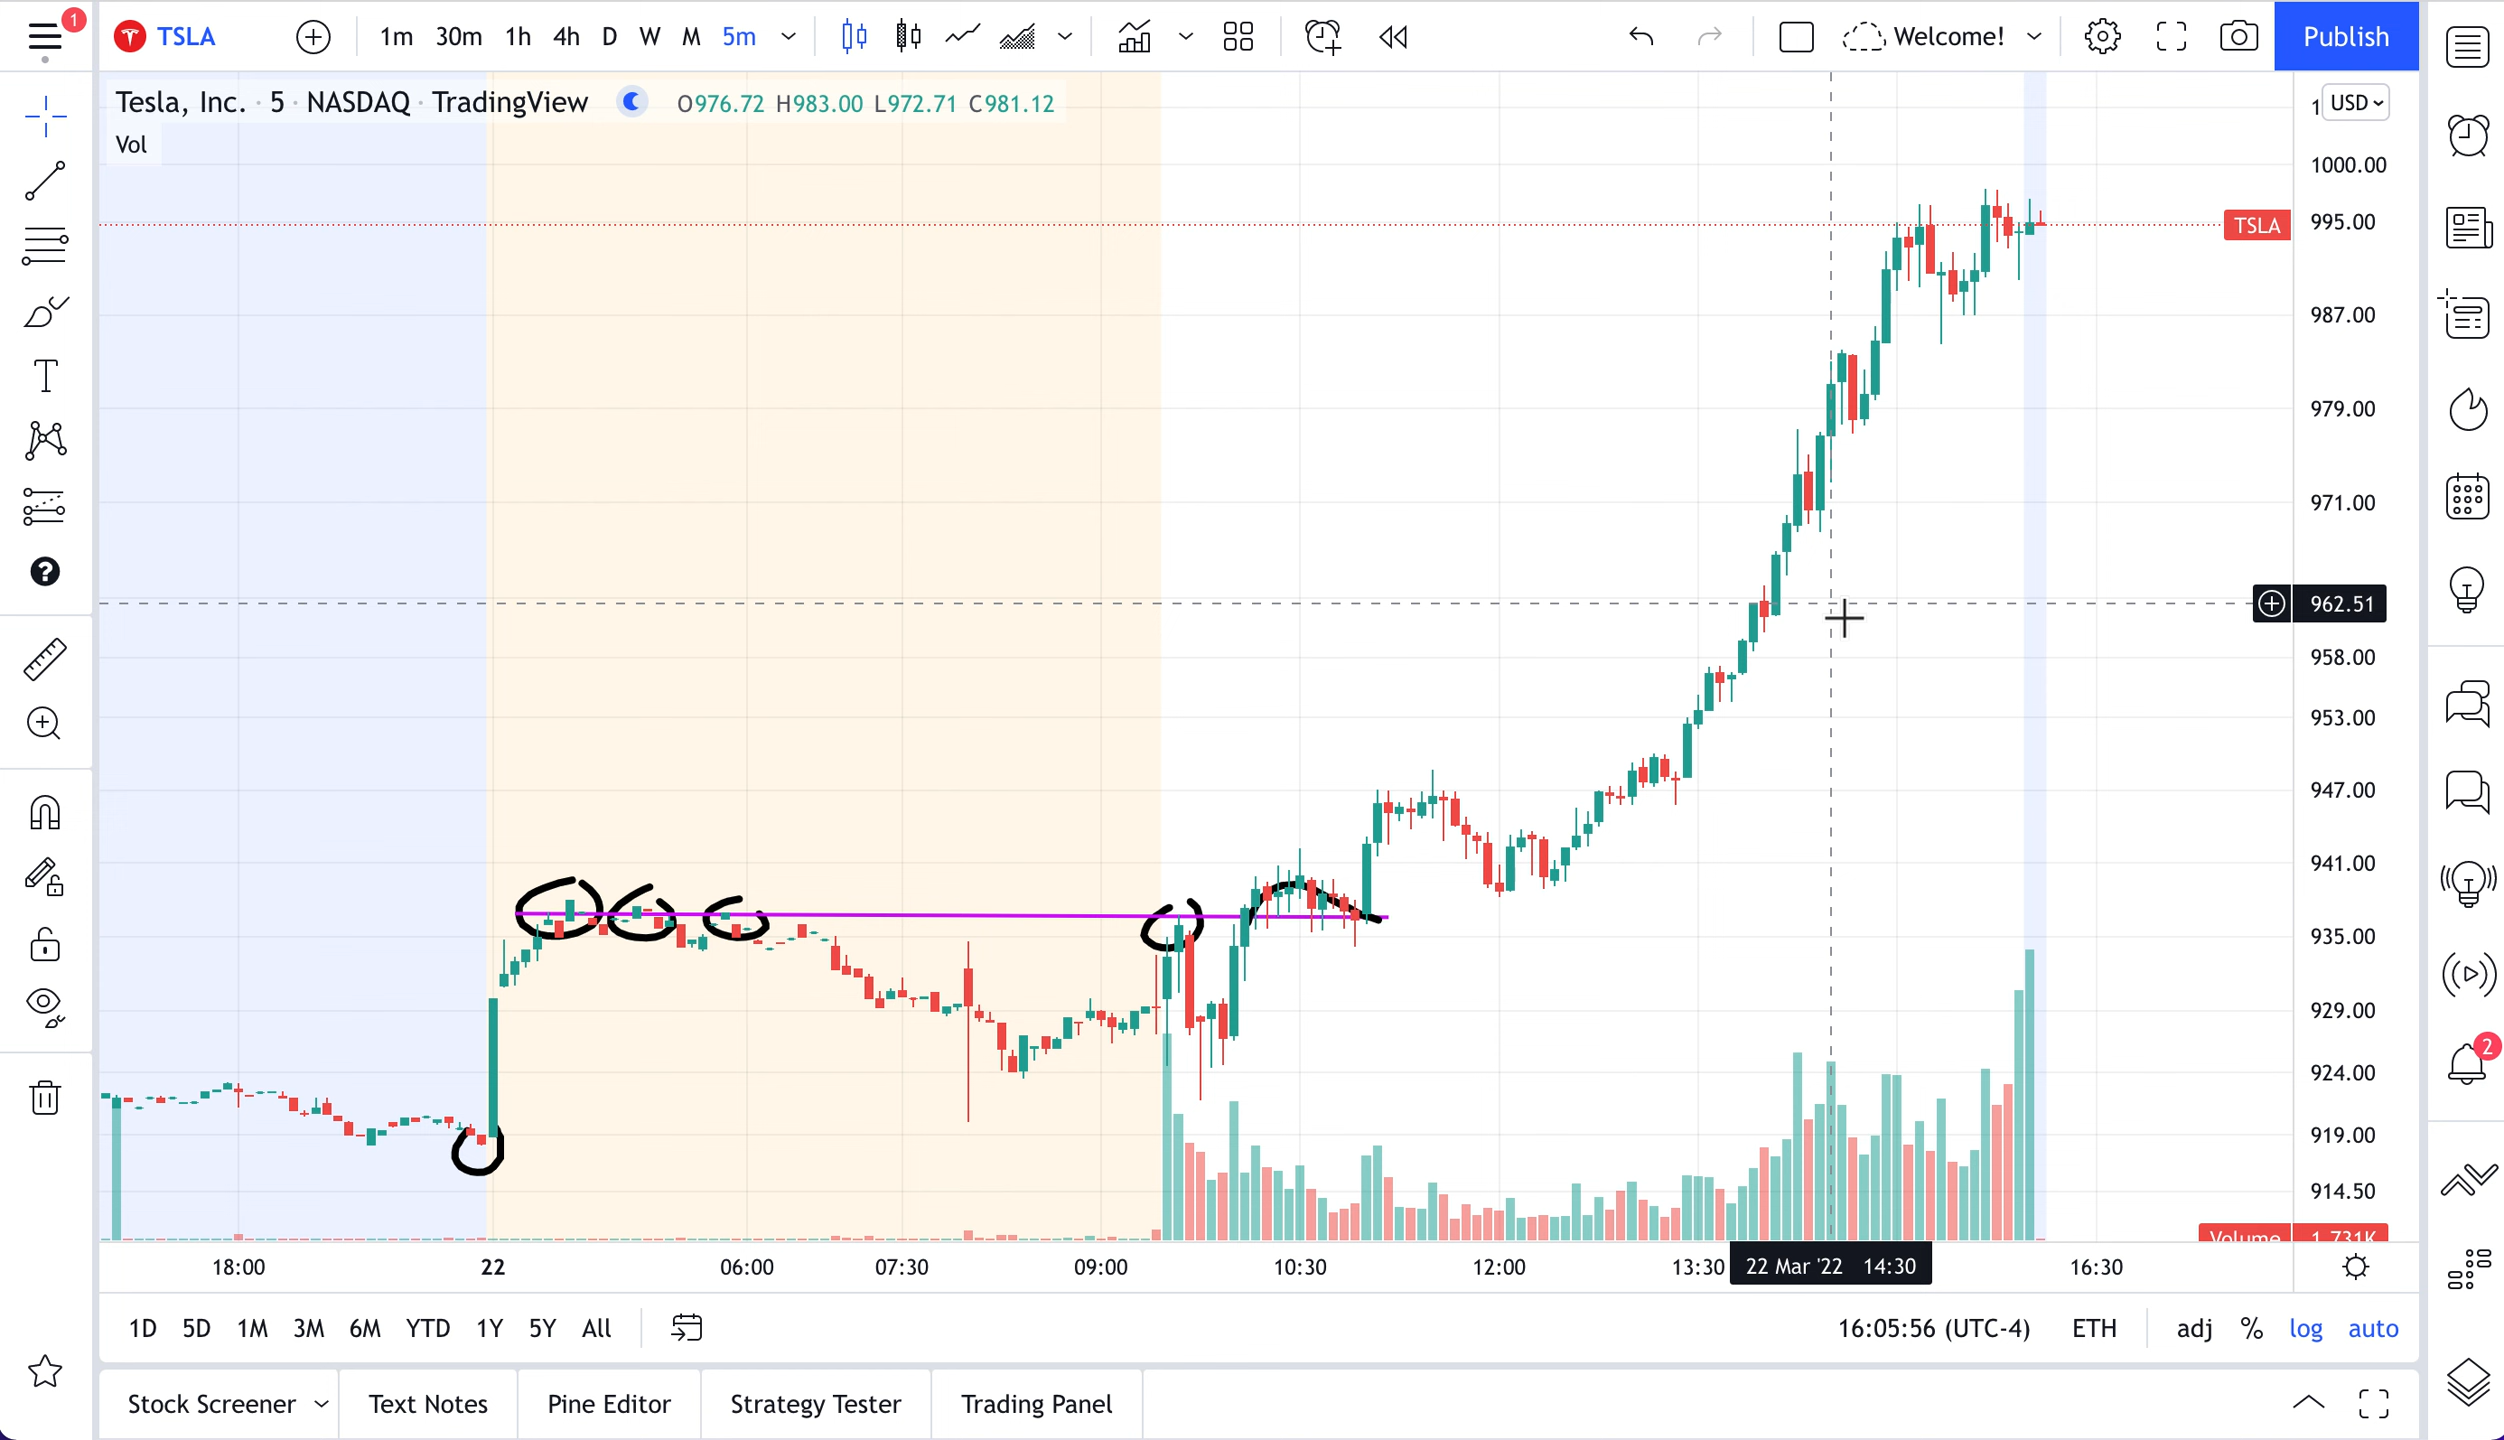 1
TSLA
1m 30m 1h 4h D W M 5m
Welcome!
Publish
Tesla, Inc. · 5 · NASDAQ · TradingView O976.72 H983.00 L972.71 C981.12
Vol
1
USD
1000.00
TSLA
995.00
987.00
979.00
971.00
962.51
958.00
953.00
947.00
941.00
935.00
929.00
924.00
919.00
914.50
Volume 1.731K
2
18:00 22 06:00 07:30 09:00 10:30 12:00 13:30 22 Mar '22 14:30 16:30
1D 5D 1M 3M 6M YTD 1Y 5Y All
16:05:56 (UTC-4) ETH adj % log auto
Stock Screener Text Notes Pine Editor Strategy Tester Trading Panel